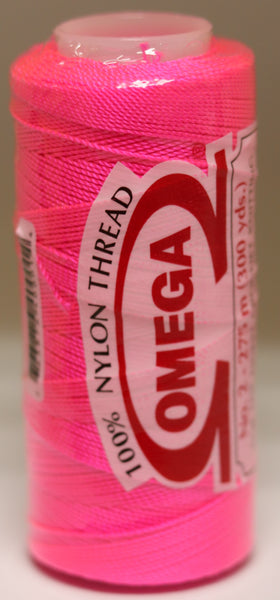 100% NYLON THREAD
OMEGA
®
No. 2 - 275 m (300 yds.)